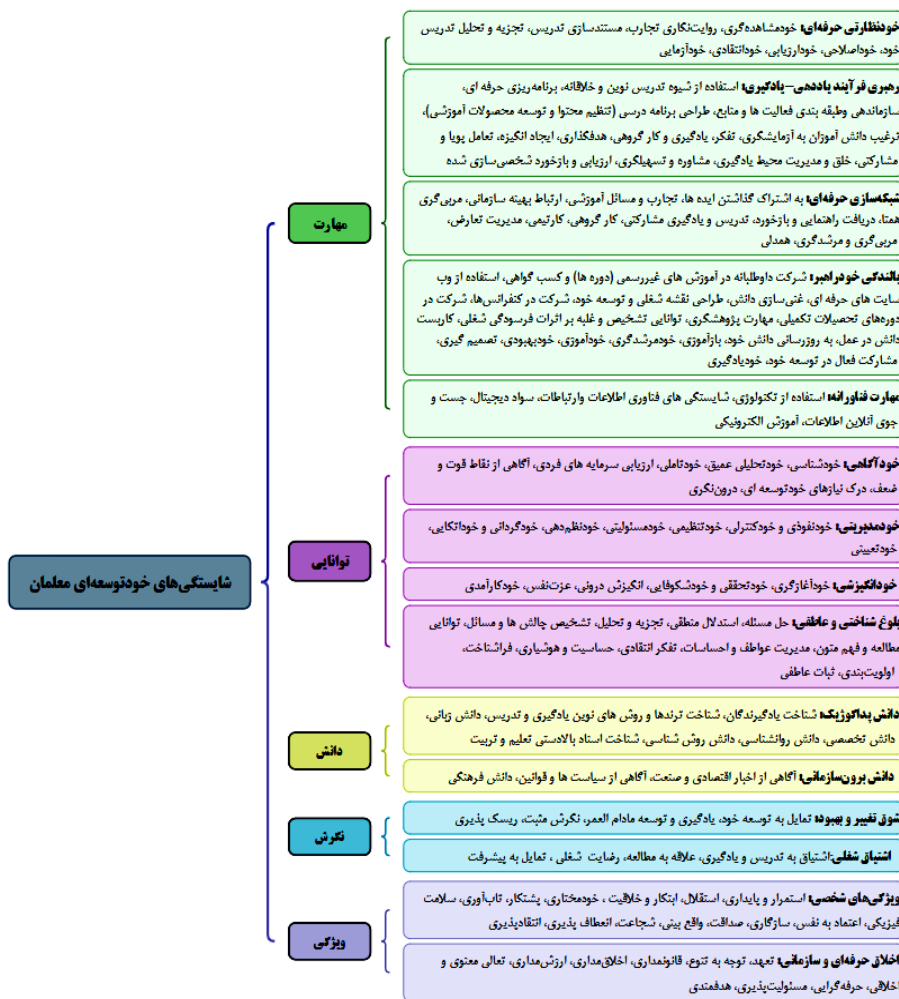 شایستگی‌های خودتوسعه‌ای معلمان
مهارت
خودنظارتی حرفه‌ای: خودمشاهده‌گری، روایت‌نگاری تجارب، مستندسازی تدریس، تجزیه و تحلیل تدریس
خود، خوداصلاحی، خودارزیابی، خودانتقادی، خودآزمایی
رهبری فرآیند یاددهی-یادگیری: استفاده از شیوه تدریس نوین و خلاقانه، برنامه‌ریزی حرفه ای،
سازماندهی وطبقه بندی فعالیت ها و منابع، طراحی برنامه درسی (تنظیم محتوا و توسعه محصولات آموزشی)،
ترغیب دانش آموزان به آزمایشگری، تفکر، یادگیری و کار گروهی، هدفگذاری، ایجاد انگیزه، تعامل پویا و
مشارکتی، خلق و مدیریت محیط یادگیری، مشاوره و تسهیلگری، ارزیابی و بازخورد شخصی‌سازی شده
شبکه‌سازی حرفه‌ای: به اشتراک گذاشتن ایده ها، تجارب و مسائل آموزشی، ارتباط بهینه سازمانی، مربی‌گری
همتا، دریافت راهنمایی و بازخورد، تدریس و یادگیری مشارکتی، کار گروهی، کارتیمی، مدیریت تعارض،
مربی‌گری و مرشدگری، همدلی
بالندگی خودراهبر: شرکت داوطلبانه در آموزش های غیررسمی (دوره ها) و کسب گواهی، استفاده از وب
سایت های حرفه ای، غنی‌سازی دانش، طراحی نقشه شغلی و توسعه خود، شرکت در کنفرانس‌ها، شرکت در
دوره‌های تحصیلات تکمیلی، مهارت پژوهشگری، توانایی تشخیص و غلبه بر اثرات فرسودگی شغلی، کاربست
دانش در عمل، به روزرسانی دانش خود، بازآموزی، خودمرشدگری، خودآموزی، خودبهبودی، تصمیم گیری،
مشارکت فعال در توسعه خود، خودیادگیری
مهارت فناورانه: استفاده از تکنولوژی، شایستگی های فناوری اطلاعات وارتباطات، سواد دیجیتال، جست و
جوی آنلاین اطلاعات، آموزش الکترونیکی
توانایی
خودآگاهی: خودشناسی، خودتحلیلی عمیق، خودتاملی، ارزیابی سرمایه های فردی، آگاهی از نقاط قوت و
ضعف، درک نیازهای خودتوسعه ای، درون‌نگری
خودمدیریتی: خودنفوذی و خودکنترلی، خودتنظیمی، خودمسئولیتی، خودنظم‌دهی، خودگردانی و خوداتکایی،
خودتعیینی
خودانگیزشی: خودآغازگری، خودتحققی و خودشکوفایی، انگیزش درونی، عزت‌نفس، خودکارآمدی
بلوغ شناختی و عاطفی: حل مسئله، استدلال منطقی، تجزیه و تحلیل، تشخیص چالش ها و مسائل، توانایی
مطالعه و فهم متون، مدیریت عواطف و احساسات، تفکر انتقادی، حساسیت و هوشیاری، فراشناخت،
اولویت‌بندی، ثبات عاطفی
دانش
دانش پداگوژیک: شناخت یادگیرندگان، شناخت ترندها و روش های نوین یادگیری و تدریس، دانش زبانی،
دانش تخصصی، دانش روانشناسی، دانش روش شناسی، شناخت اسناد بالادستی تعلیم و تربیت
دانش برون‌سازمانی: آگاهی از اخبار اقتصادی و صنعت، آگاهی از سیاست ها و قوانین، دانش فرهنگی
نگرش
شوق تغییر و بهبود: تمایل به توسعه خود، یادگیری و توسعه مادام العمر، نگرش مثبت، ریسک پذیری
اشتیاق شغلی: اشتیاق به تدریس و یادگیری، علاقه به مطالعه، رضایت شغلی ، تمایل به پیشرفت
ویژگی
ویژگی‌های شخصی: استمرار و پایداری، استقلال، ابتکار و خلاقیت ، خودمختاری، پشتکار، تاب‌آوری، سلامت
فیزیکی، اعتماد به نفس، سازگاری، صداقت، واقع بینی، شجاعت، انعطاف پذیری، انتقادپذیری
اخلاق حرفه‌ای و سازمانی: تعهد، توجه به تنوع، قانونمداری، اخلاق‌مداری، ارزش‌مداری، تعالی معنوی و
اخلاقی، حرفه‌گرایی، مسئولیت‌پذیری، هدفمندی